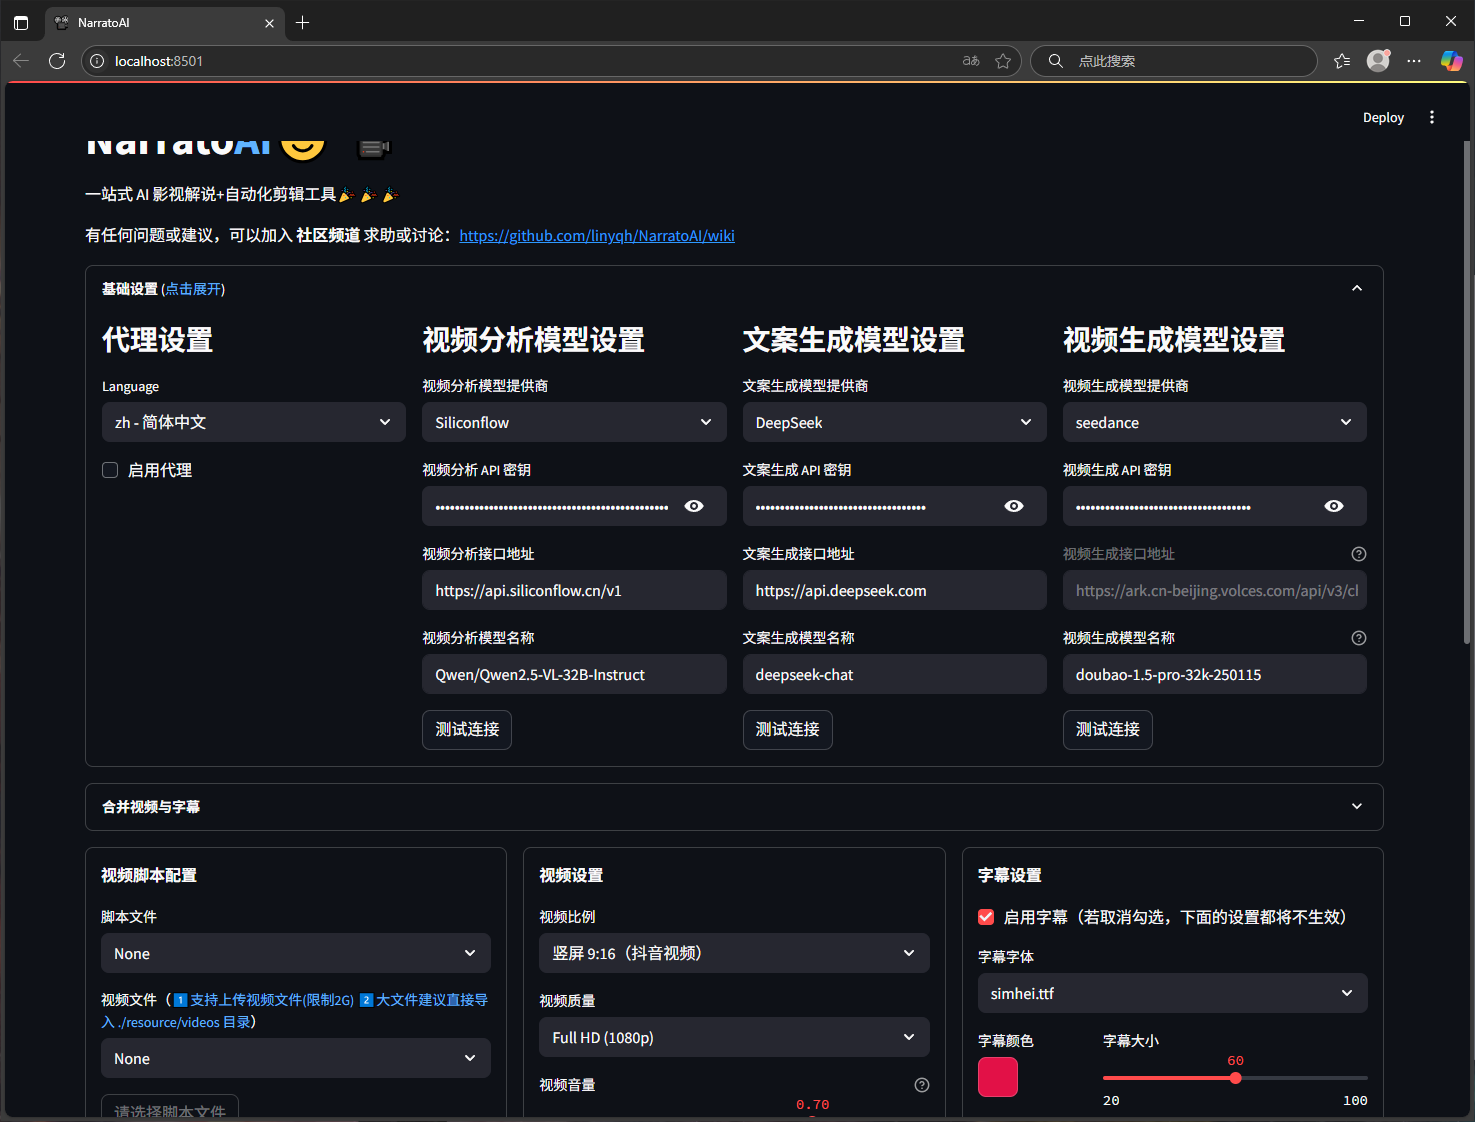 NarratoAI
localhost:8501
点此搜索
Deploy
NarratoAI
一站式 AI 影视解说+自动化剪辑工具
有任何问题或建议，可以加入 社区频道 求助或讨论：https://github.com/linyqh/NarratoAI/wiki
基础设置 (点击展开)
代理设置
Language
zh - 简体中文
启用代理
视频分析模型设置
视频分析模型提供商
Siliconflow
视频分析 API 密钥
视频分析接口地址
https://api.siliconflow.cn/v1
视频分析模型名称
Qwen/Qwen2.5-VL-32B-Instruct
测试连接
文案生成模型设置
文案生成模型提供商
DeepSeek
文案生成 API 密钥
文案生成接口地址
https://api.deepseek.com
文案生成模型名称
deepseek-chat
测试连接
视频生成模型设置
视频生成模型提供商
seedance
视频生成 API 密钥
视频生成接口地址
https://ark.cn-beijing.volces.com/api/v3/cl
视频生成模型名称
doubao-1.5-pro-32k-250115
测试连接
合并视频与字幕
视频脚本配置
脚本文件
None
视频文件（1️⃣支持上传视频文件(限制2G) 2️⃣大文件建议直接导
入 ./resource/videos 目录）
None
请选择脚本文件
视频设置
视频比例
竖屏 9:16（抖音视频）
视频质量
Full HD (1080p)
视频音量
0.70
字幕设置
启用字幕（若取消勾选，下面的设置都将不生效）
字幕字体
simhei.ttf
字幕颜色
字幕大小
60
20
100